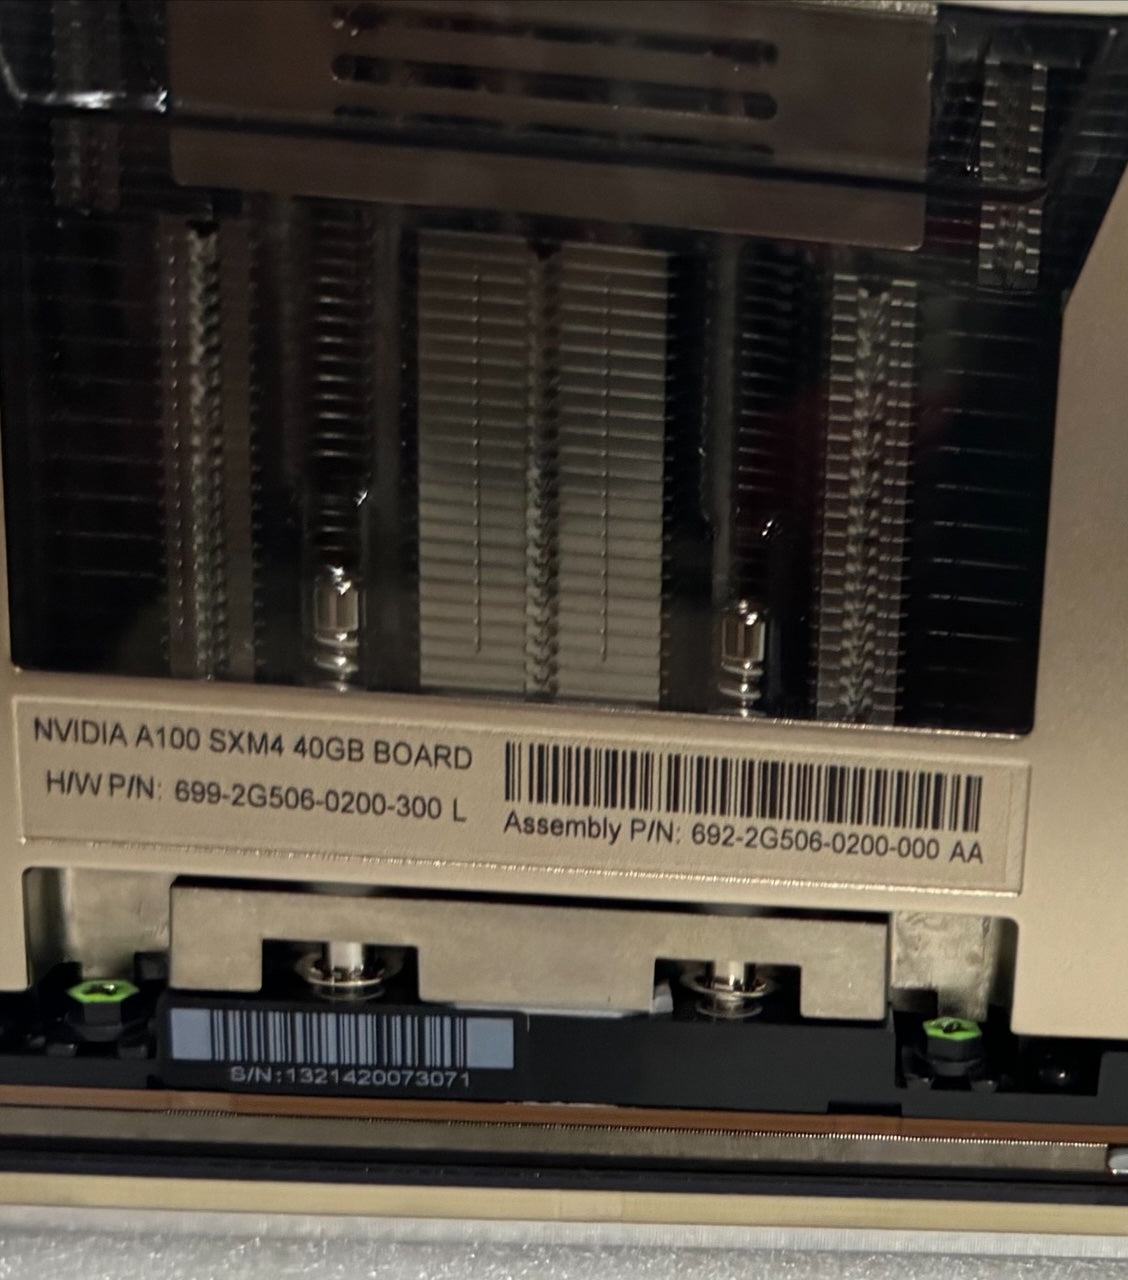 NVIDIA A100 SXM4 40GB BOARD
H/W P/N: 699-2G506-0200-300 L
Assembly P/N: 692-2G506-0200-000 AA
S/N:1321420073071